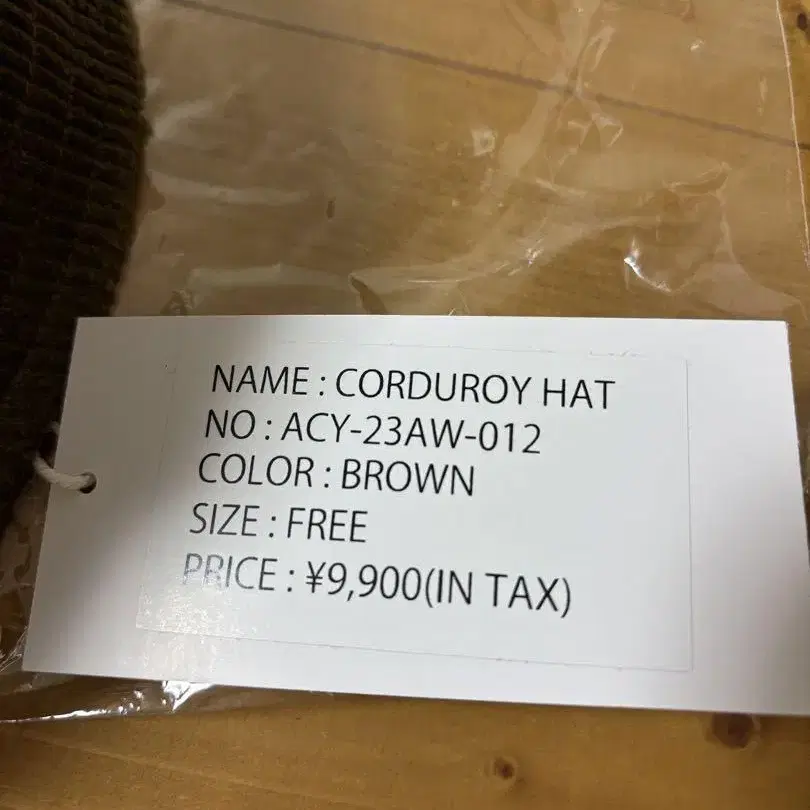 NAME : CORDUROY HAT
NO : ACY-23AW-012
COLOR : BROWN
SIZE : FREE
PRICE : ¥9,900(IN TAX)